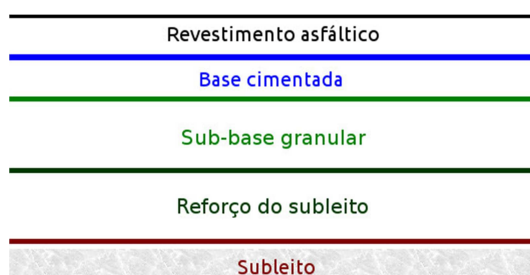 Revestimento asfáltico
Base cimentada
Sub-base granular
Reforço do subleito
Subleito